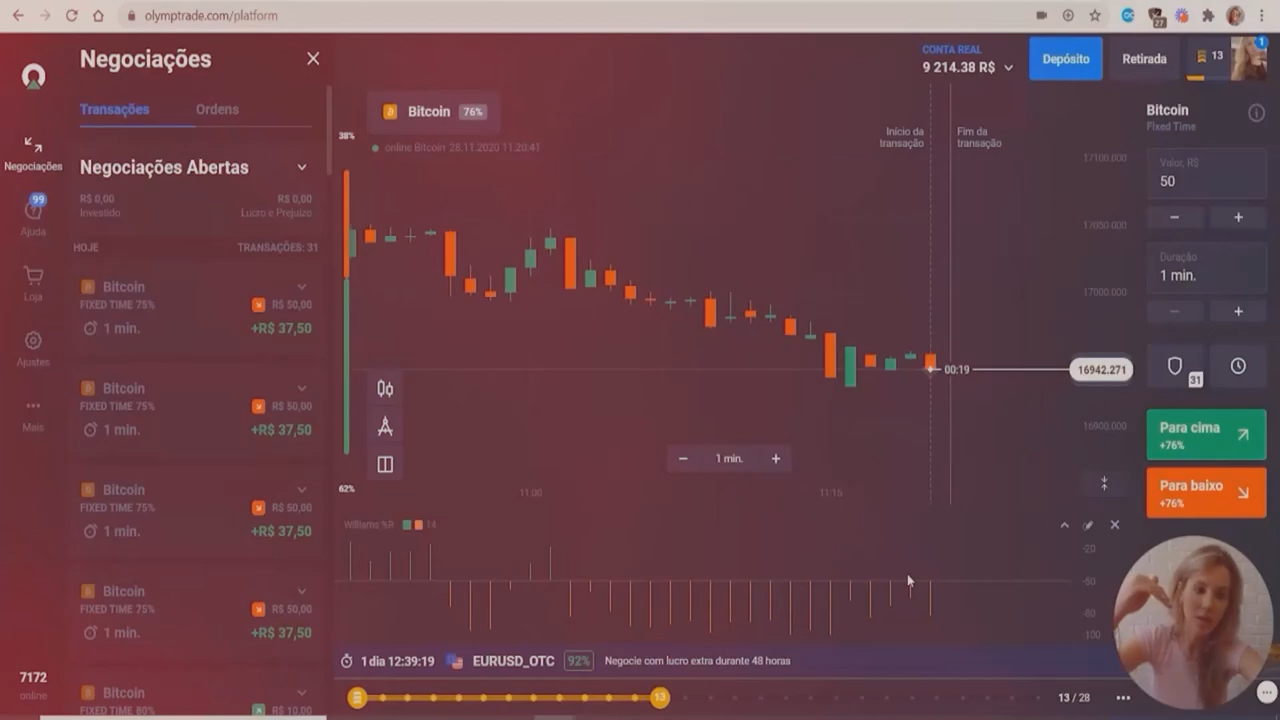 olymptrade.com/platform
27
Negociações
CONTA REAL
9 214.38 R$
Depósito
Retirada
13
1
Transações
Ordens
Bitcoin
76%
38%
online Bitcoin 28.11.2020 11:20:41
Início da
transação
Fim da
transação
Bitcoin
Fixed Time
Negociações
99
Ajuda
Loja
Ajustes
Mais
7172
online
Negociações Abertas
R$ 0,00
R$ 0,00
Investido
Lucro e Prejuízo
HOJE
TRANSAÇÕES: 31
Bitcoin
FIXED TIME 75%
R$ 50,00
1 min.
+R$ 37,50
Bitcoin
FIXED TIME 75%
R$ 50,00
1 min.
+R$ 37,50
Bitcoin
FIXED TIME 75%
R$ 50,00
1 min.
+R$ 37,50
Bitcoin
FIXED TIME 75%
R$ 50,00
1 min.
+R$ 37,50
Bitcoin
FIXED TIME 80%
R$ 10,00
17100.000
17050.000
17000.000
00:19
16942.271
16900.000
− 1 min. +
62%
11:00
11:15
Williams %R
14
-20
-50
-80
-100
Valor, R$
50
− +
Duração
1 min.
− +
31
Para cima
+76%
Para baixo
+76%
1 dia 12:39:19
EURUSD_OTC
92%
Negocie com lucro extra durante 48 horas
13
13 / 28